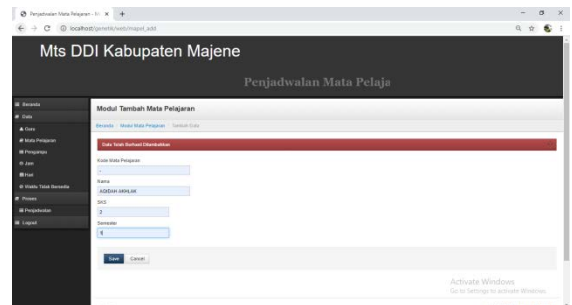 Penjadwalan Mata Pelajaran - Mt
localhost/genetik/web/mapel_add
Mts DDI Kabupaten Majene
Penjadwalan Mata Pelaja
Beranda
Data
Guru
Mata Pelajaran
Pengampu
Jam
Hari
Waktu Tidak Bersedia
Proses
Penjadwalan
Logout
Modul Tambah Mata Pelajaran
Beranda / Modul Mata Pelajaran / Tambah Data
Data Telah Berhasil Ditambahkan
Kode Mata Pelajaran
-
Nama
AQIDAH AKHLAK
SKS
2
Semester
Save
Cancel
Activate Windows
Go to Settings to activate Windows.